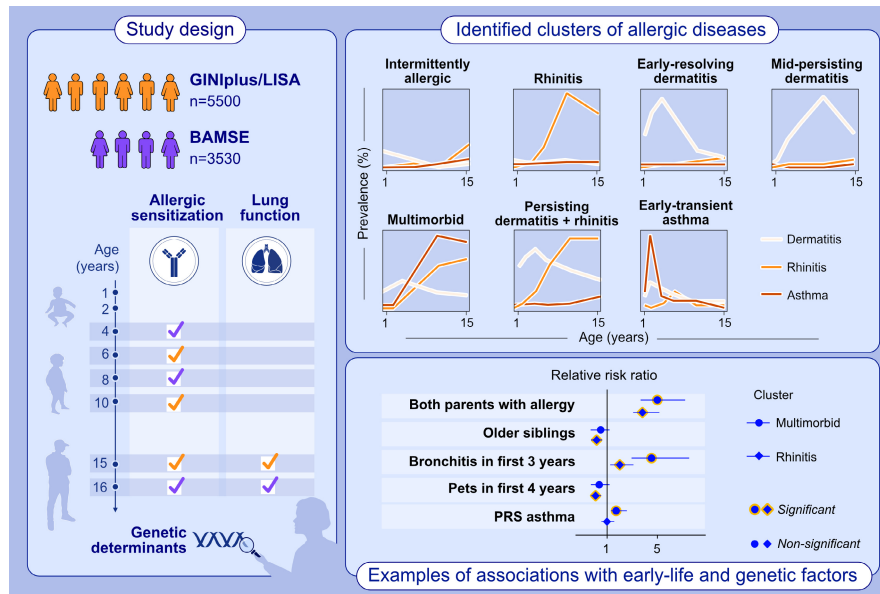 Study design
GINIplus/LISA
n=5500
BAMSE
n=3530
Allergic
sensitization
Lung
function
Age
(years)
1
2
4
6
8
10
15
16
Genetic
determinants
Identified clusters of allergic diseases
Prevalence (%)
Intermittently
allergic
1 15
Rhinitis
1 15
Early-resolving
dermatitis
1 15
Mid-persisting
dermatitis
1 15
Multimorbid
1 15
Persisting
dermatitis + rhinitis
1 15
Early-transient
asthma
1 15
Dermatitis
Rhinitis
Asthma
Age (years)
Relative risk ratio
Both parents with allergy
Older siblings
Bronchitis in first 3 years
Pets in first 4 years
PRS asthma
1 5
Cluster
Multimorbid
Rhinitis
Significant
Non-significant
Examples of associations with early-life and genetic factors